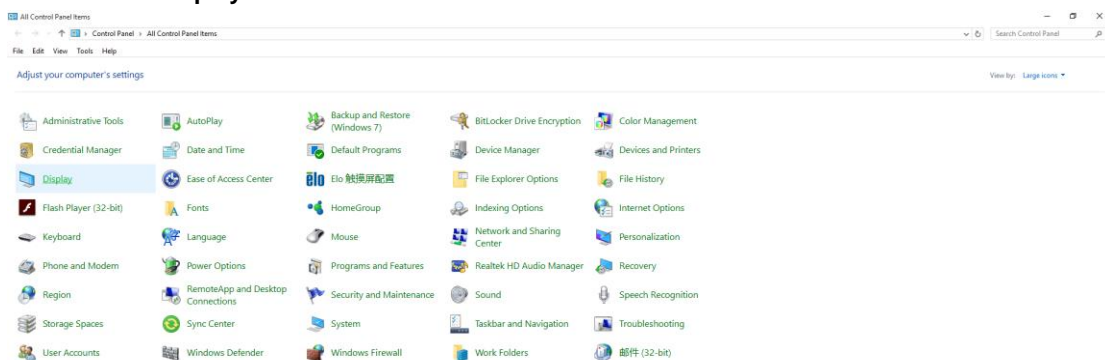 All Control Panel Items
Control Panel > All Control Panel Items
Search Control Panel
File Edit View Tools Help
Adjust your computer's settings
View by: Large icons
Administrative Tools
AutoPlay
Backup and Restore
(Windows 7)
BitLocker Drive Encryption
Color Management
Credential Manager
Date and Time
Default Programs
Device Manager
Devices and Printers
Display
Ease of Access Center
elo
Elo 触摸屏配置
File Explorer Options
File History
Flash Player (32-bit)
Fonts
HomeGroup
Indexing Options
Internet Options
Keyboard
Language
Mouse
Network and Sharing
Center
Personalization
Phone and Modem
Power Options
Programs and Features
Realtek HD Audio Manager
Recovery
Region
RemoteApp and Desktop
Connections
Security and Maintenance
Sound
Speech Recognition
Storage Spaces
Sync Center
System
Taskbar and Navigation
Troubleshooting
User Accounts
Windows Defender
Windows Firewall
Work Folders
邮件 (32-bit)